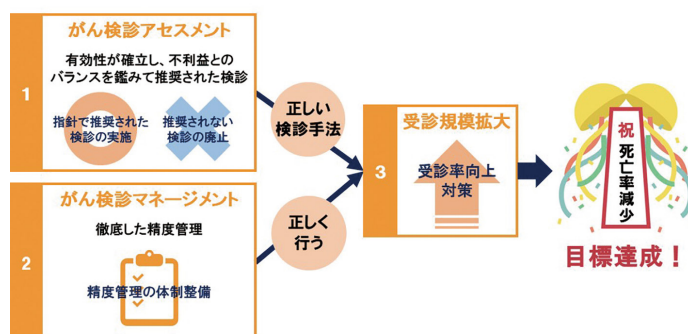 1
がん検診アセスメント
有効性が確立し、不利益との
バランスを鑑みて推奨された検診
指針で推奨された
検診の実施
推奨されない
検診の廃止
2
がん検診マネージメント
徹底した精度管理
精度管理の体制整備
正しい
検診手法
正しく
行う
3
受診規模拡大
受診率向上
対策
祝
死亡率減少
目標達成！